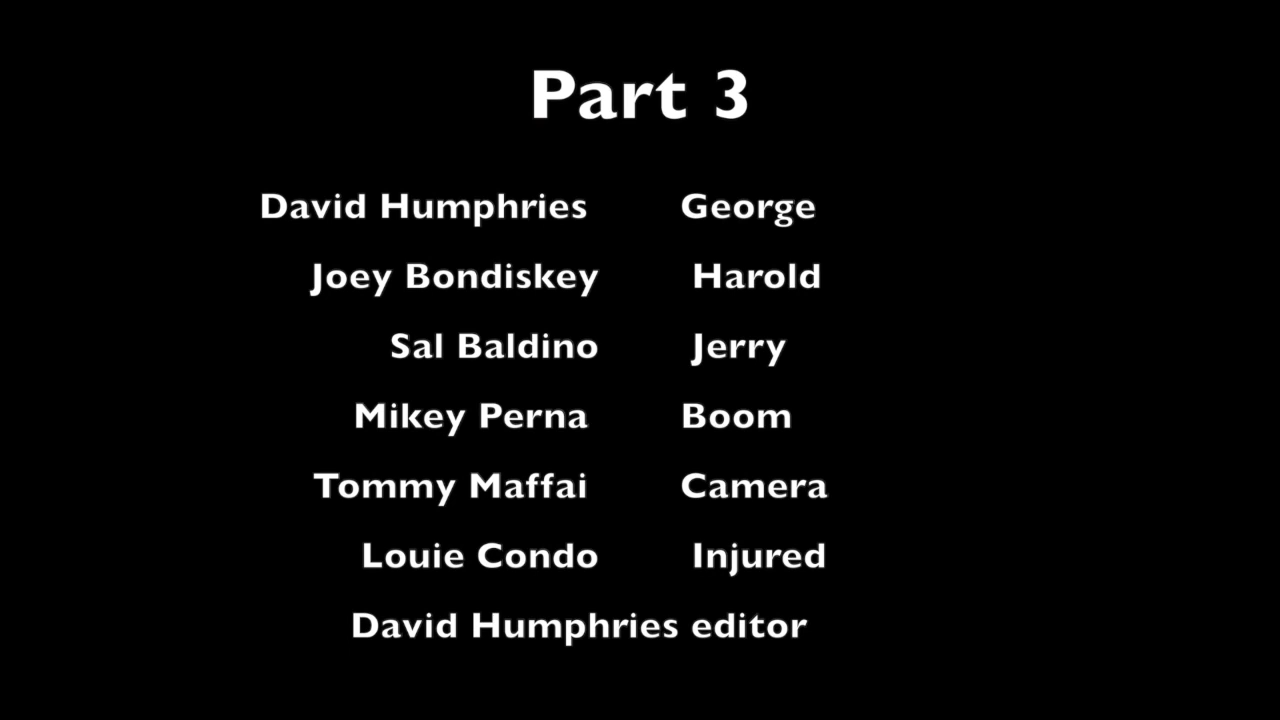 Part 3
David Humphries George
Joey Bondiskey Harold
Sal Baldino Jerry
Mikey Perna Boom
Tommy Maffai Camera
Louie Condo Injured
David Humphries editor